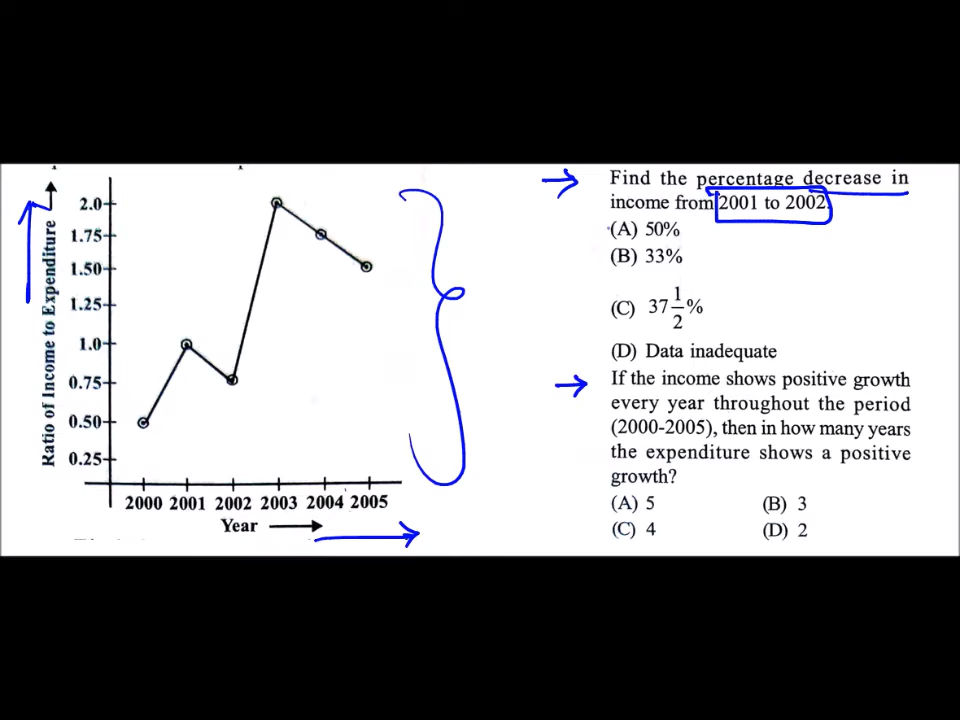 Ratio of Income to Expenditure
2.0
1.75
1.50
1.25
1.0
0.75
0.50
0.25
2000 2001 2002 2003 2004 2005
Year
Find the percentage decrease in
income from 2001 to 2002.
(A) 50%
(B) 33%
(C) 37 1/2 %
(D) Data inadequate
If the income shows positive growth
every year throughout the period
(2000-2005), then in how many years
the expenditure shows a positive
growth?
(A) 5 (B) 3
(C) 4 (D) 2